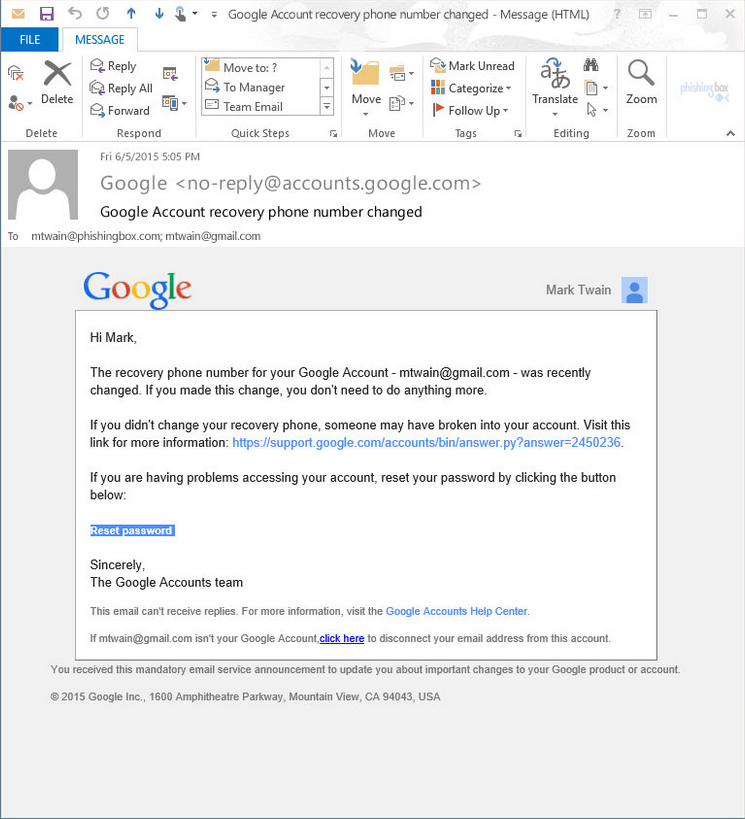 Google Account recovery phone number changed - Message (HTML)
FILE MESSAGE
Delete
Reply
Reply All
Forward
Move to: ?
To Manager
Team Email
Move
Mark Unread
Categorize
Follow Up
Translate
Zoom
phishingbox
Delete Respond Quick Steps Move Tags Editing Zoom
Fri 6/5/2015 5:05 PM
Google <no-reply@accounts.google.com>
Google Account recovery phone number changed
To mtwain@phishingbox.com; mtwain@gmail.com
Google
Mark Twain
Hi Mark,
The recovery phone number for your Google Account - mtwain@gmail.com - was recently
changed. If you made this change, you don't need to do anything more.
If you didn't change your recovery phone, someone may have broken into your account. Visit this
link for more information: https://support.google.com/accounts/bin/answer.py?answer=2450236.
If you are having problems accessing your account, reset your password by clicking the button
below:
Reset password
Sincerely,
The Google Accounts team
This email can't receive replies. For more information, visit the Google Accounts Help Center.
If mtwain@gmail.com isn't your Google Account,click here to disconnect your email address from this account.
You received this mandatory email service announcement to update you about important changes to your Google product or account.
© 2015 Google Inc., 1600 Amphitheatre Parkway, Mountain View, CA 94043, USA